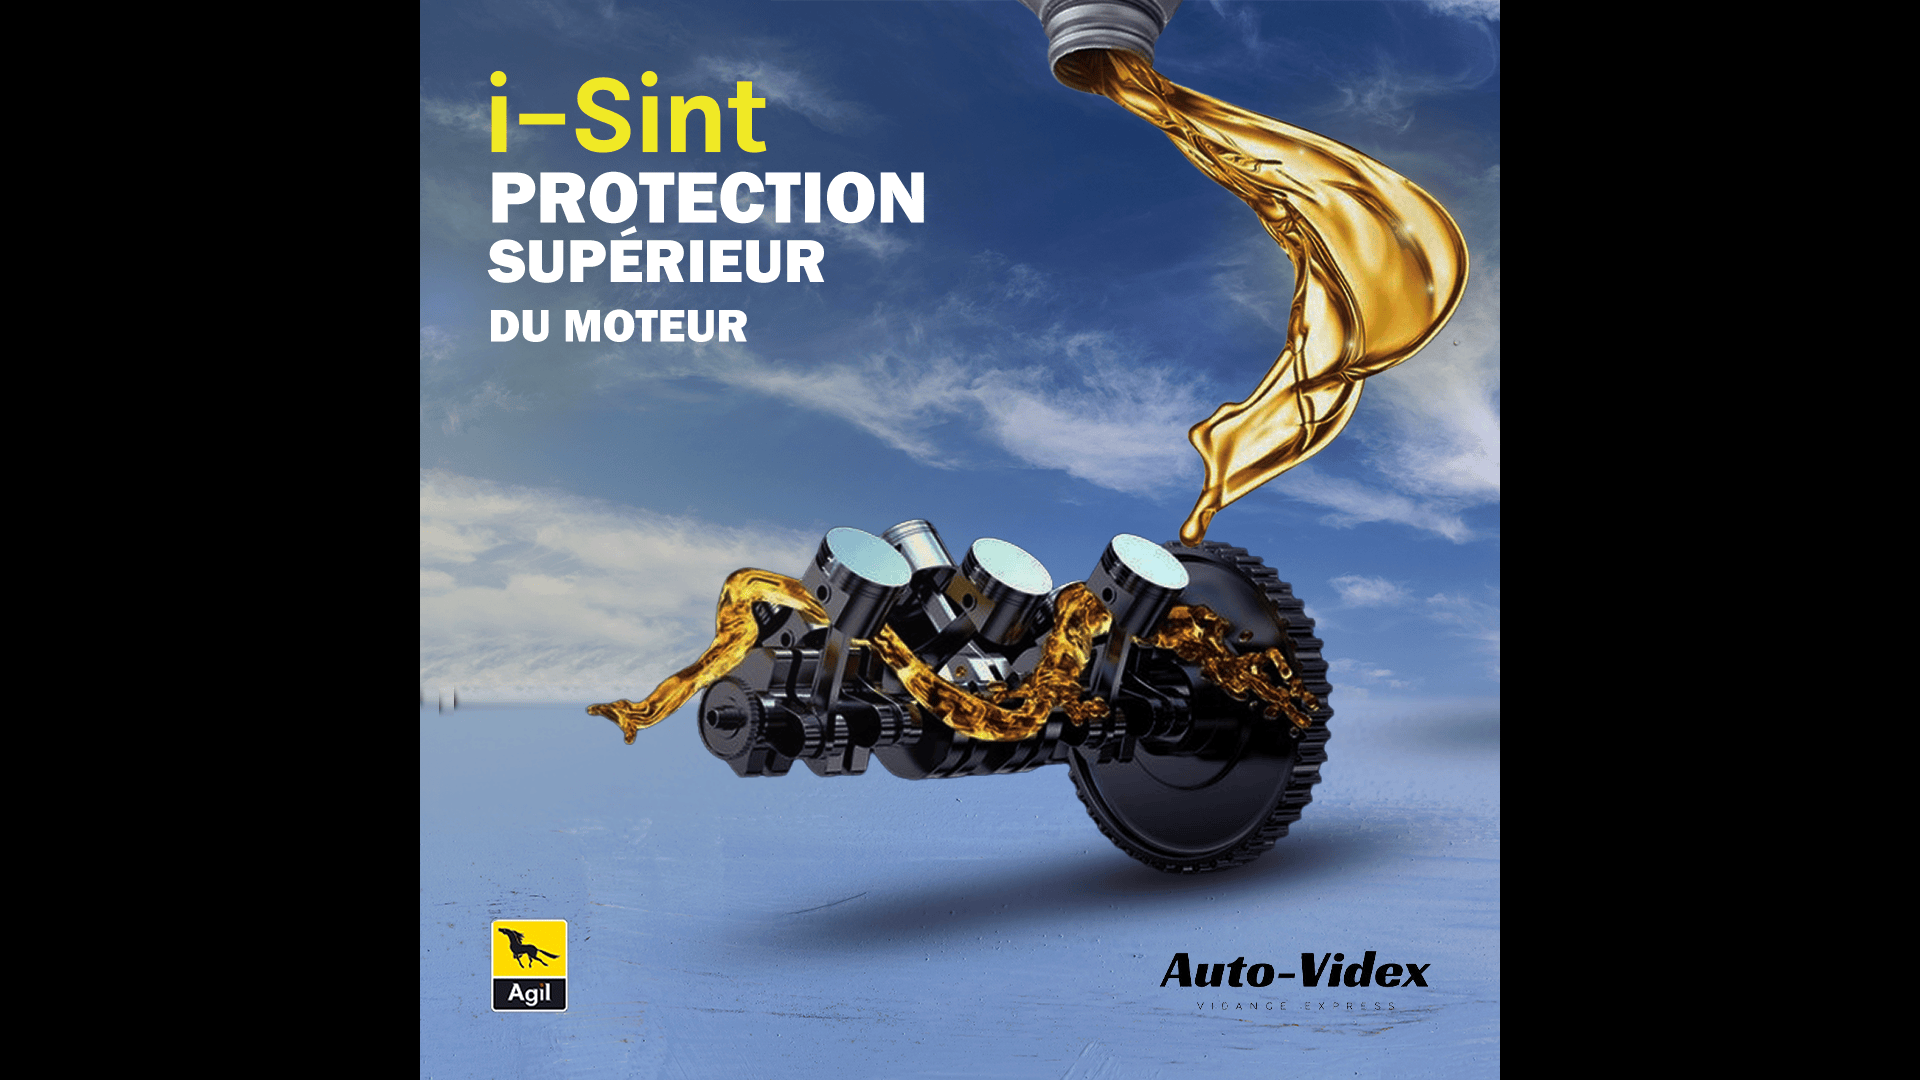 i-Sint
PROTECTION
SUPÉRIEUR
DU MOTEUR
Agil
Auto-Videx
VIDANGE EXPRESS